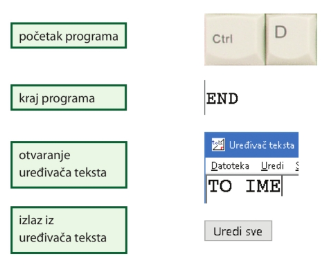 početak programa
Ctrl D
kraj programa
END
otvaranje
uređivača teksta
Uređivač teksta
Datoteka Uredi
TO IME
izlaz iz
uređivača teksta
Uredi sve